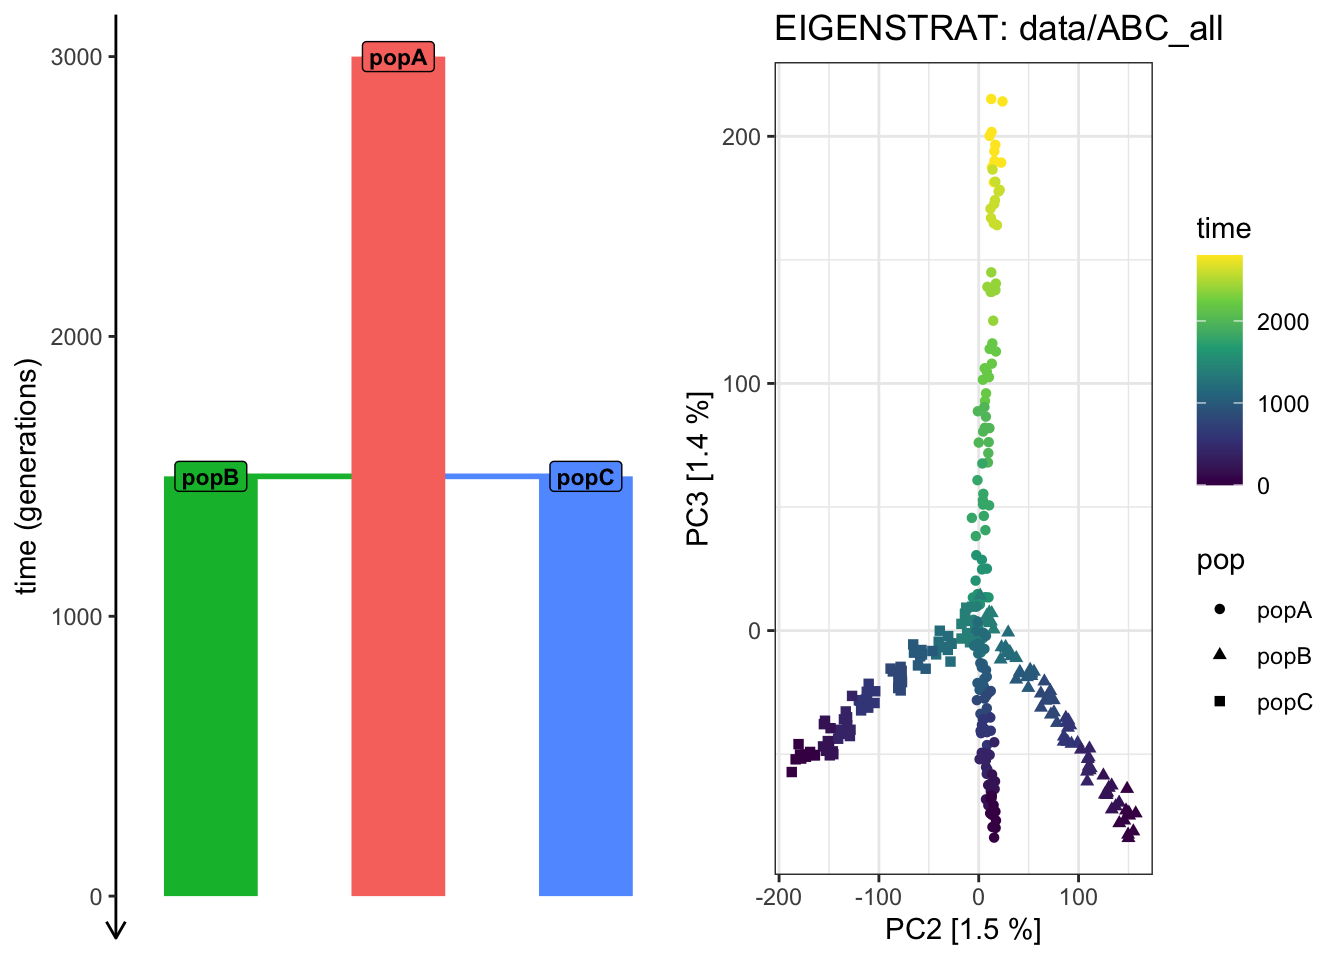 3000
2000
1000
0
time (generations)
popA
popB
popC
EIGENSTRAT: data/ABC_all
200
100
0
PC3 [1.4 %]
-200
-100
0
100
PC2 [1.5 %]
time
2000
1000
0
pop
popA
popB
popC